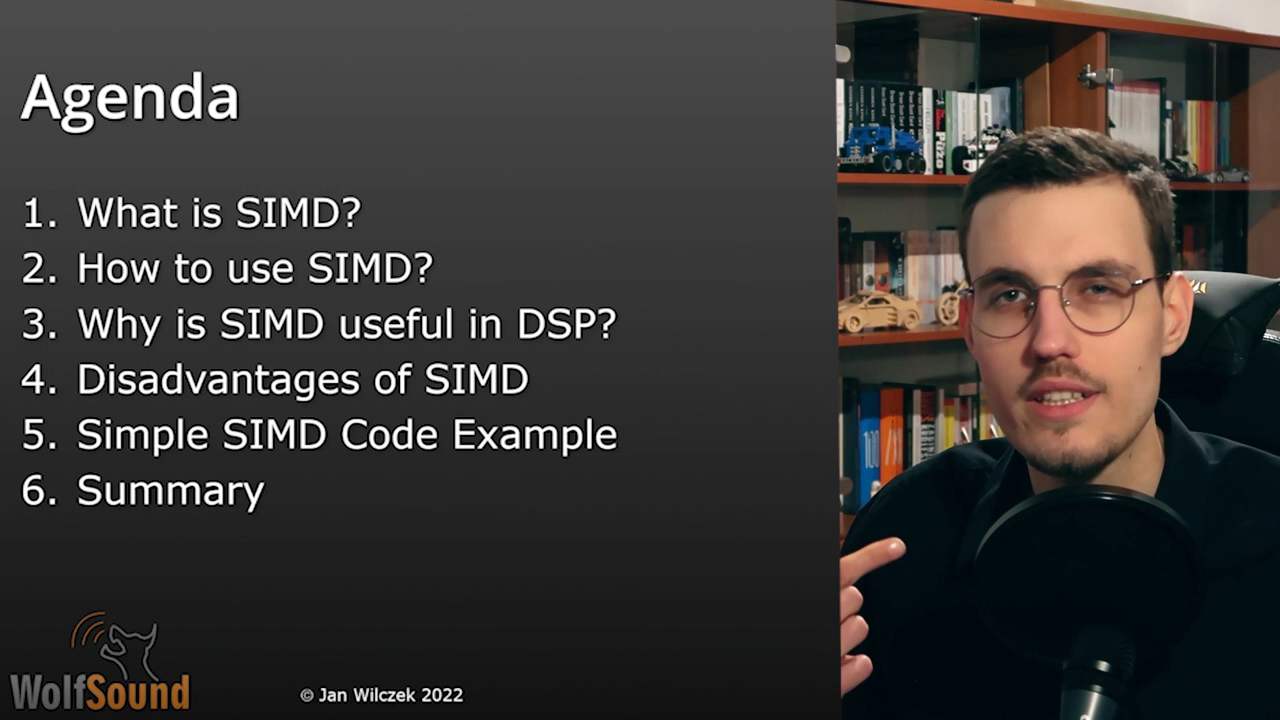 Agenda
1. What is SIMD?
2. How to use SIMD?
3. Why is SIMD useful in DSP?
4. Disadvantages of SIMD
5. Simple SIMD Code Example
6. Summary
WolfSound
© Jan Wilczek 2022